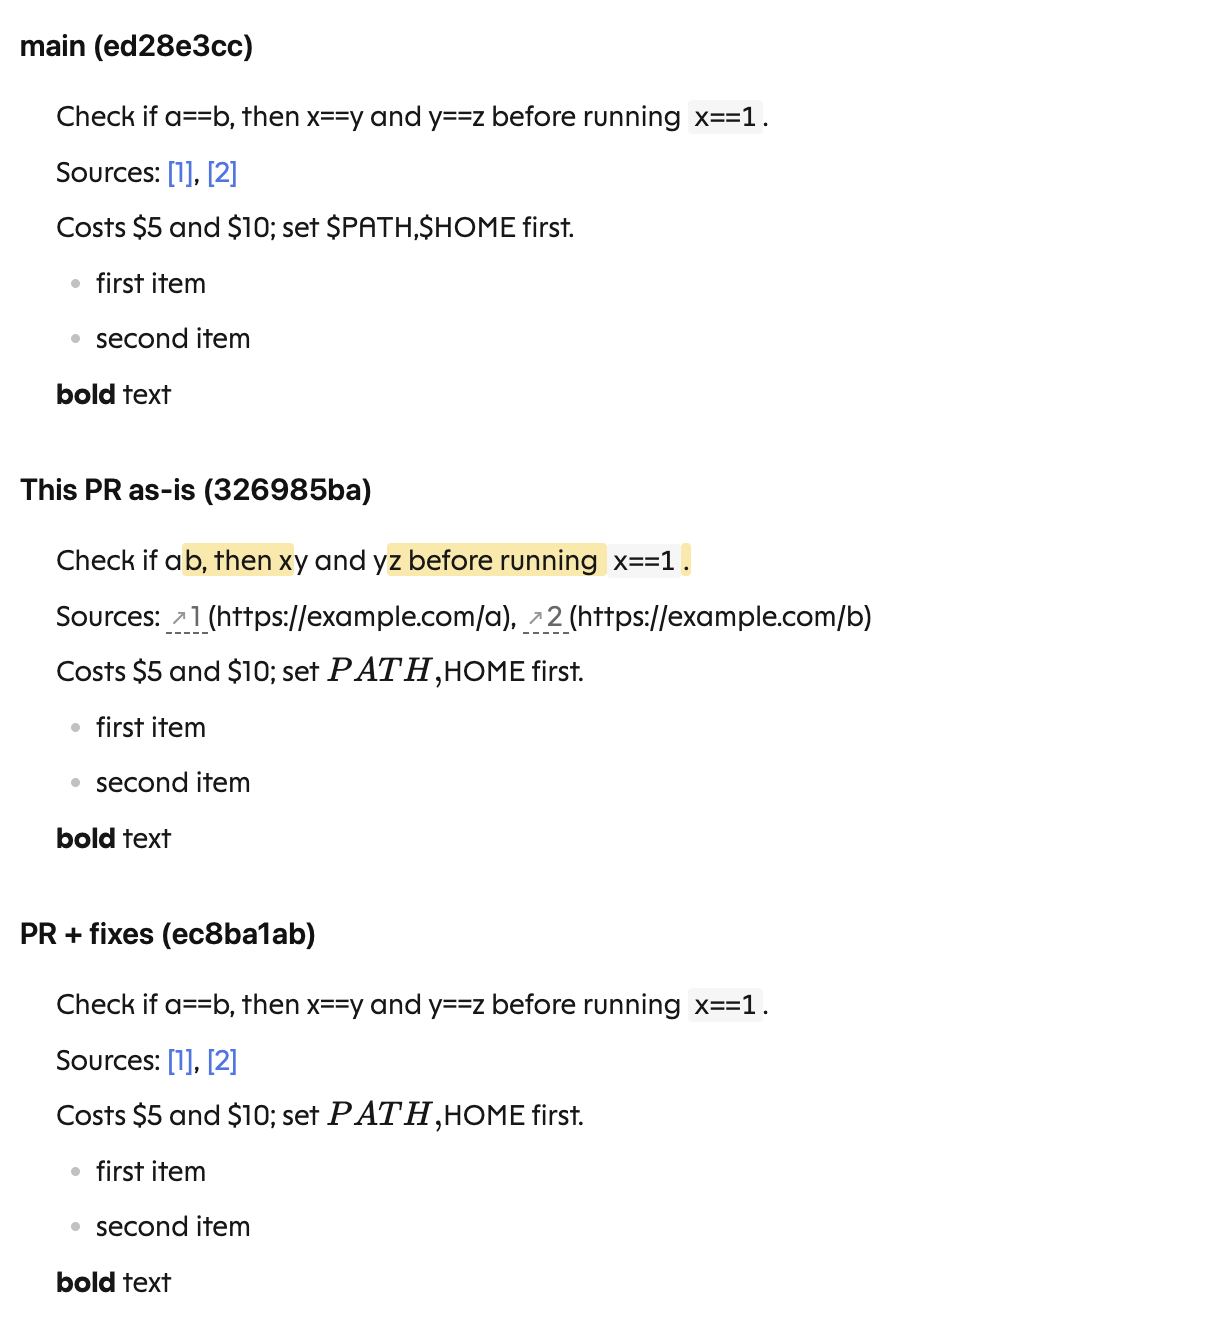 main (ed28e3cc)
Check if a==b, then x==y and y==z before running x==1.
Sources: [1], [2]
Costs $5 and $10; set $PATH,$HOME first.
first item
second item
bold text
This PR as-is (326985ba)
Check if ab, then xy and yz before running x==1.
Sources: ↗1(https://example.com/a), ↗2(https://example.com/b)
Costs $5 and $10; set PATH,HOME first.
first item
second item
bold text
PR + fixes (ec8ba1ab)
Check if a==b, then x==y and y==z before running x==1.
Sources: [1], [2]
Costs $5 and $10; set PATH,HOME first.
first item
second item
bold text